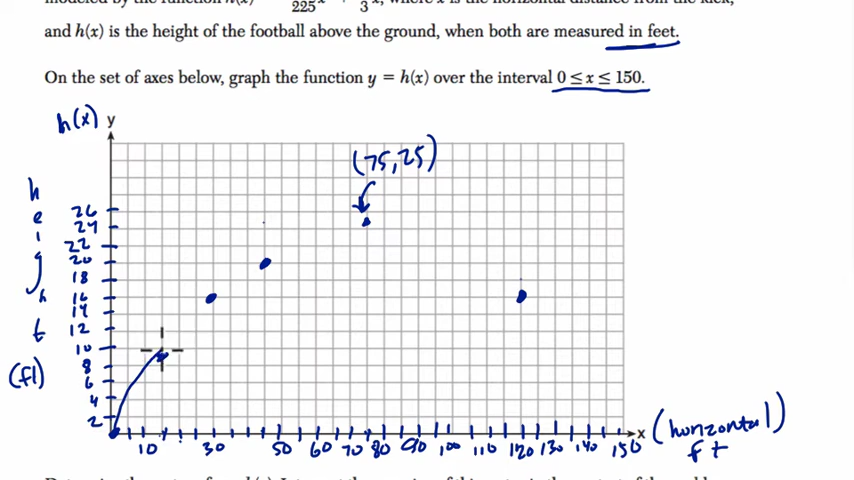 225 3
and h(x) is the height of the football above the ground, when both are measured in feet.
On the set of axes below, graph the function y = h(x) over the interval 0 ≤ x ≤ 150.
h(x) y
(75,25)
height
(ft)
26
24
22
20
18
16
14
12
10
8
6
4
2
10 30 50 60 70 80 90 100 110 120 130 140 150
x (horizontal)
ft